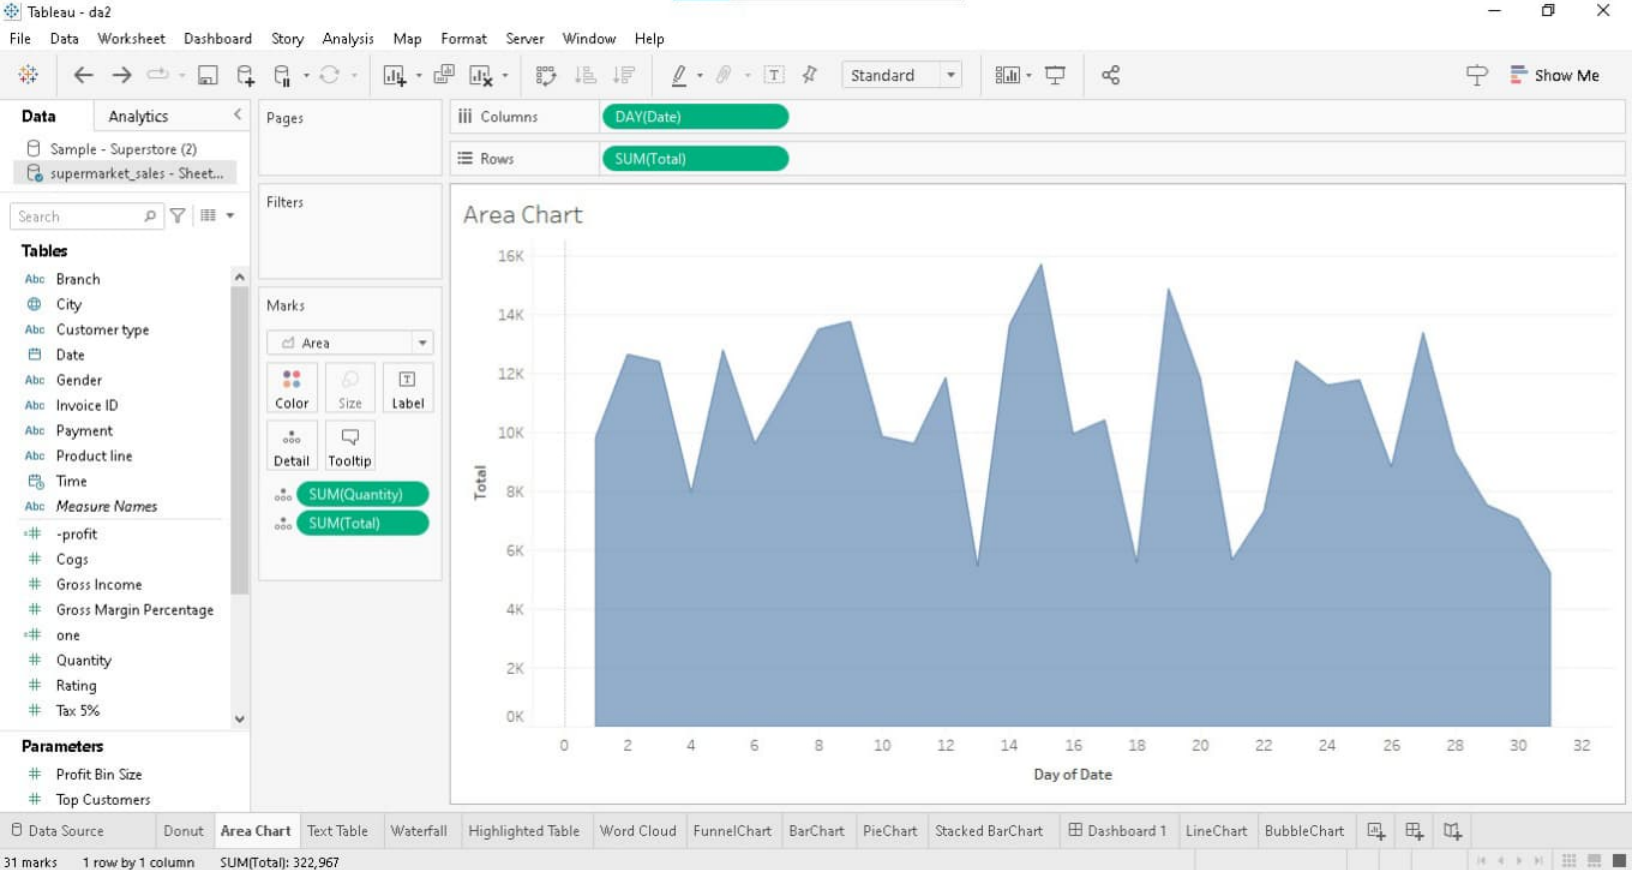 Tableau - da2
File Data Worksheet Dashboard Story Analysis Map Format Server Window Help
Standard
Show Me
Data Analytics
Sample - Superstore (2)
supermarket_sales - Sheet...
Search
Tables
Abc Branch
City
Abc Customer type
Date
Abc Gender
Abc Invoice ID
Abc Payment
Abc Product line
Time
Abc Measure Names
=# -profit
# Cogs
# Gross Income
# Gross Margin Percentage
=# one
# Quantity
# Rating
# Tax 5%
Parameters
# Profit Bin Size
# Top Customers
Pages
Filters
Marks
Area
Color Size Label
Detail Tooltip
SUM(Quantity)
SUM(Total)
Columns DAY(Date)
Rows SUM(Total)
Area Chart
16K
14K
12K
10K
8K
6K
4K
2K
0K
Total
0 2 4 6 8 10 12 14 16 18 20 22 24 26 28 30 32
Day of Date
Data Source Donut Area Chart Text Table Waterfall Highlighted Table Word Cloud FunnelChart BarChart PieChart Stacked BarChart Dashboard 1 LineChart BubbleChart
31 marks 1 row by 1 column SUM(Total): 322,967